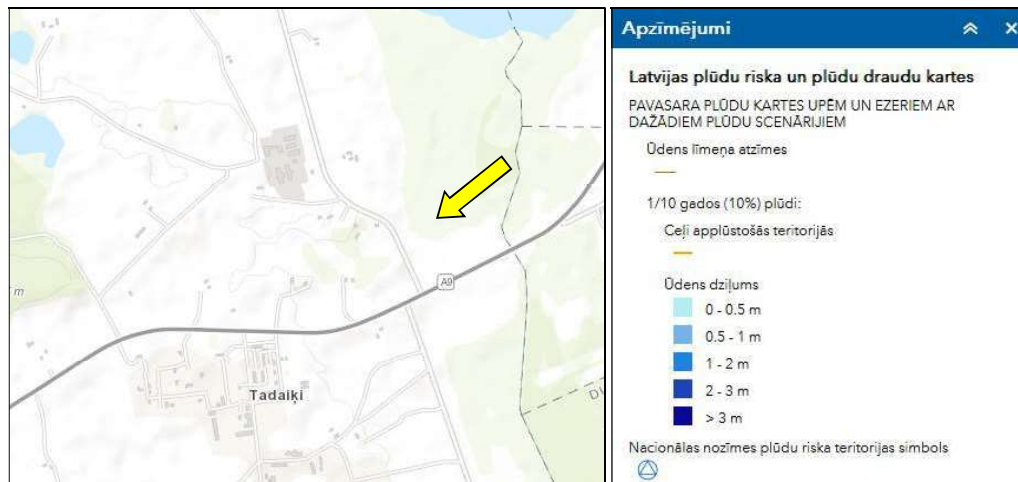 A9
Tadaiķi
m
Apzīmējumi
Latvijas plūdu riska un plūdu draudu kartes
PAVASARA PLŪDU KARTES UPĒM UN EZERIEM AR
DAŽĀDIEM PLŪDU SCENĀRIJIEM
Ūdens līmeņa atzīmes
1/10 gados (10%) plūdi:
Ceļi applūstošās teritorijās
Ūdens dziļums
0 - 0.5 m
0.5 - 1 m
1 - 2 m
2 - 3 m
> 3 m
Nacionālas nozīmes plūdu riska teritorijas simbols